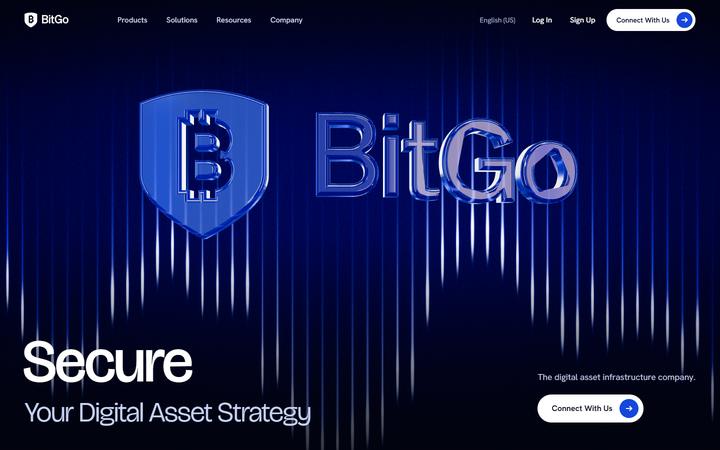 BitGo
Products
Solutions
Resources
Company
English (US)
Log In
Sign Up
Connect With Us
BitGo
Secure
Your Digital Asset Strategy
The digital asset infrastructure company.
Connect With Us